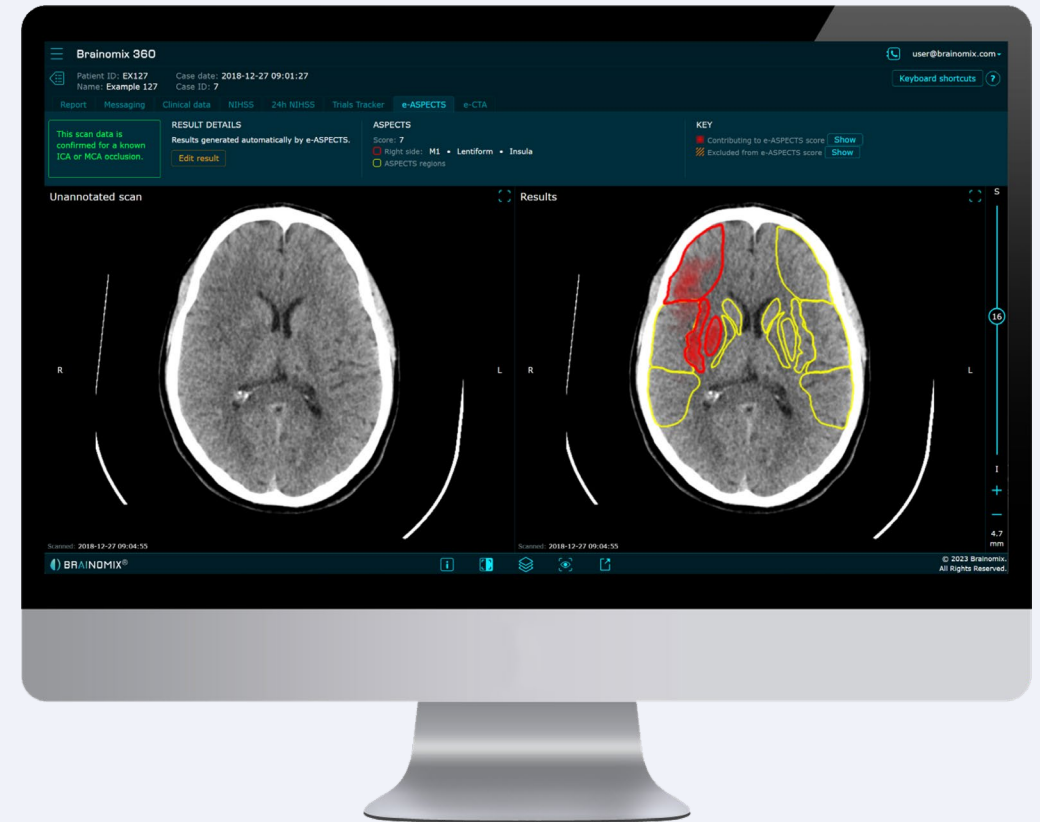 Brainomix 360
user@brainomix.com
Patient ID: EX127
Case date: 2018-12-27 09:01:27
Name: Example 127
Case ID: 7
Keyboard shortcuts ?
Report Messaging Clinical data NIHSS 24h NIHSS Trials Tracker e-ASPECTS e-CTA
This scan data is
confirmed for a known
ICA or MCA occlusion.
RESULT DETAILS
Results generated automatically by e-ASPECTS.
Edit result
ASPECTS
Score: 7
Right side: M1 • Lentiform • Insula
ASPECTS regions
KEY
Contributing to e-ASPECTS score Show
Excluded from e-ASPECTS score Show
Unannotated scan
R
L
Scanned: 2018-12-27 09:04:55
Results
R
L
Scanned: 2018-12-27 09:04:55
S
16
I
+
–
4.7
mm
BRAINOMIX®
i
© 2023 Brainomix.
All Rights Reserved.